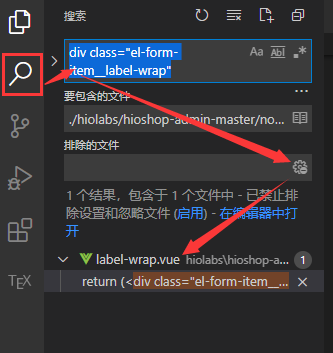 搜索
div class="el-form-
item__label-wrap"
Aa Abl .*
要包含的文件
./hiolabs/hioshop-admin-master/no...
排除的文件
1 个结果，包含于 1 个文件中 - 已禁止排
除设置和忽略文件 (启用) - 在编辑器中打
开
label-wrap.vue hiolabs\hioshop-a... 1
return (<div class="el-form-item__...
TEX